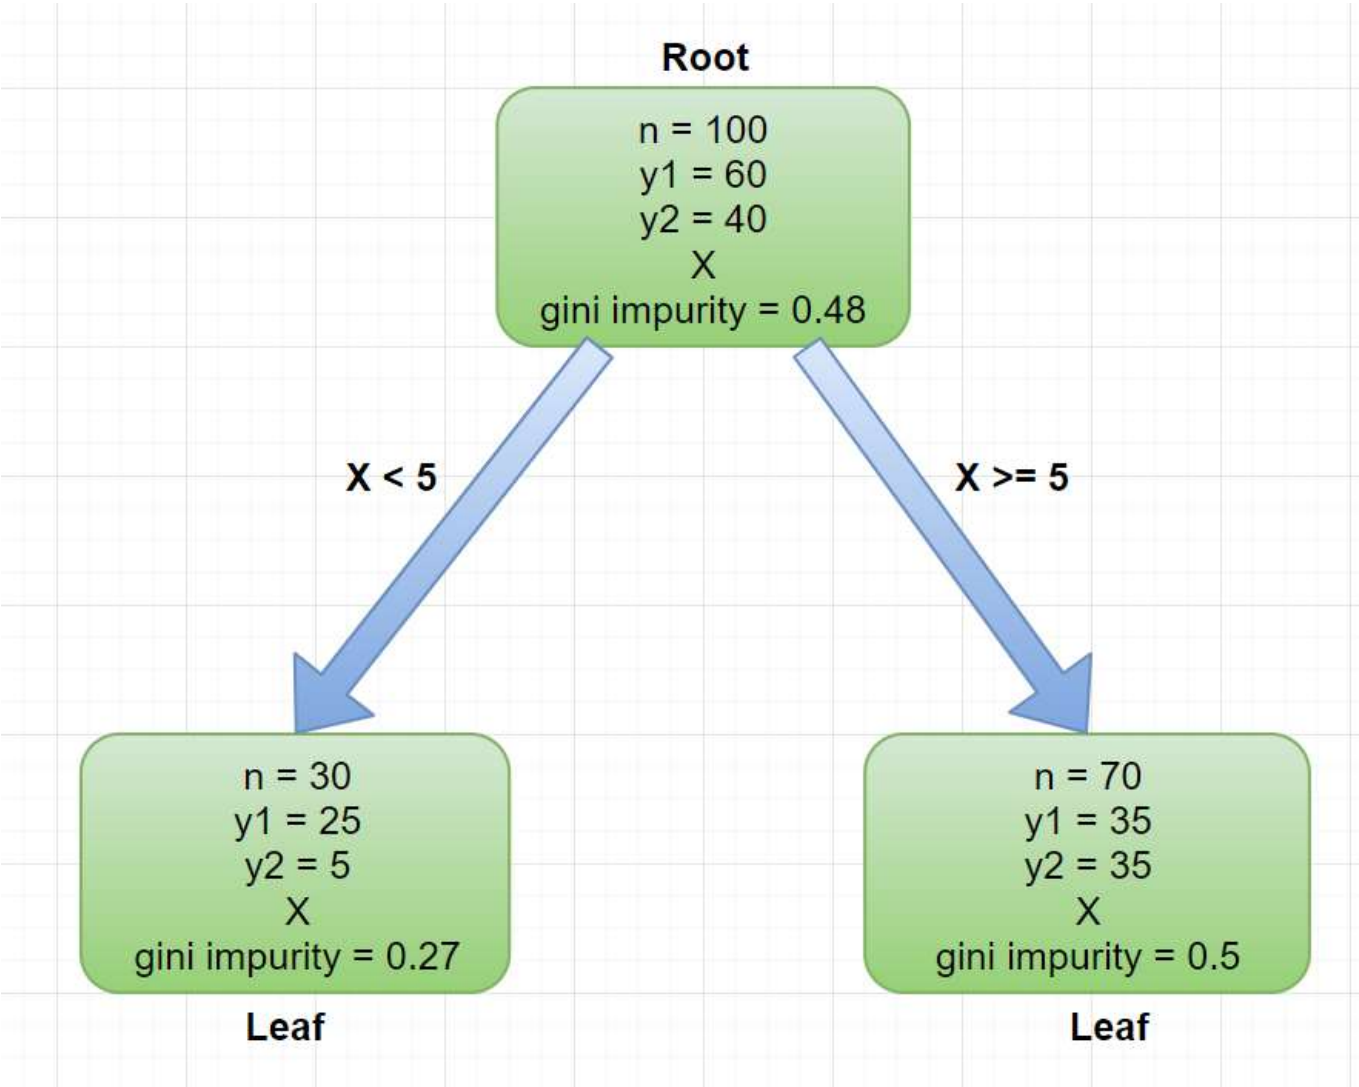 Root
n = 100
y1 = 60
y2 = 40
X
gini impurity = 0.48
X < 5
X >= 5
n = 30
y1 = 25
y2 = 5
X
gini impurity = 0.27
Leaf
n = 70
y1 = 35
y2 = 35
X
gini impurity = 0.5
Leaf